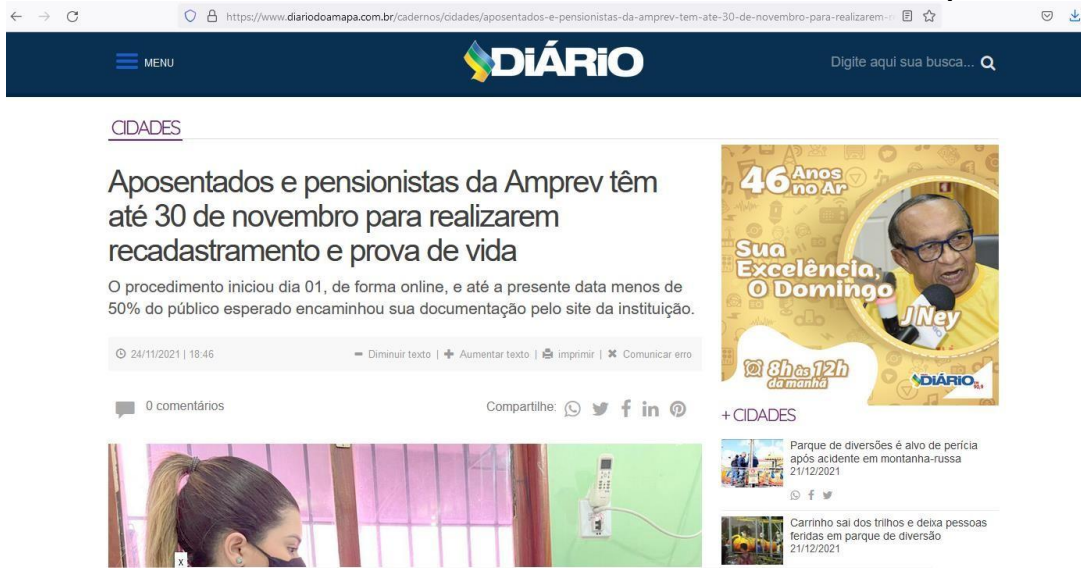 https://www.diariodoamapa.com.br/cadernos/cidades/aposentados-e-pensionistas-da-amprev-tem-ate-30-de-novembro-para-realizarem-
MENU
DiÁRiO
Digite aqui sua busca...
CIDADES
Aposentados e pensionistas da Amprev têm
até 30 de novembro para realizarem
recadastramento e prova de vida
O procedimento iniciou dia 01, de forma online, e até a presente data menos de
50% do público esperado encaminhou sua documentação pelo site da instituição.
24/11/2021 | 18:46
Diminuir texto | Aumentar texto | imprimir | Comunicar erro
0 comentários
Compartilhe:
46 Anos
no Ar
Sua
Excelência,
O Domingo
J Ney
8h às 12h
da manhã
DiÁRiO
+ CIDADES
Parque de diversões é alvo de perícia
após acidente em montanha-russa
21/12/2021
Carrinho sai dos trilhos e deixa pessoas
feridas em parque de diversão
21/12/2021
x